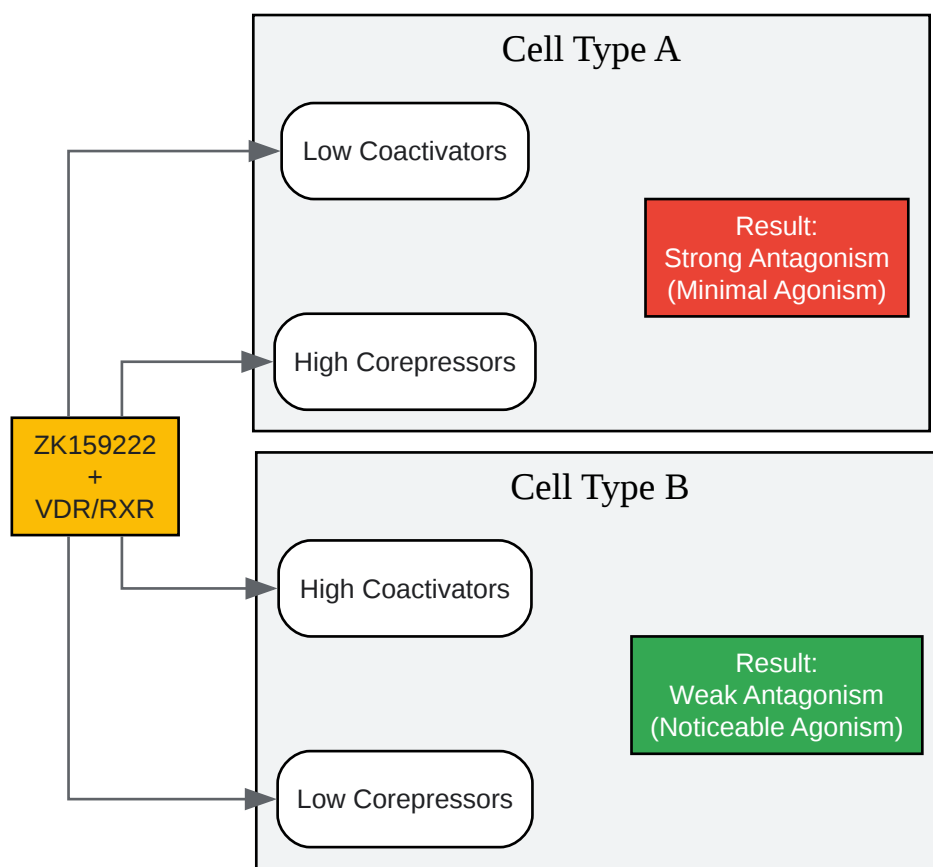 Cell Type A
Low Coactivators
Result:
Strong Antagonism
(Minimal Agonism)
High Corepressors
ZK159222
+
VDR/RXR
Cell Type B
High Coactivators
Result:
Weak Antagonism
(Noticeable Agonism)
Low Corepressors